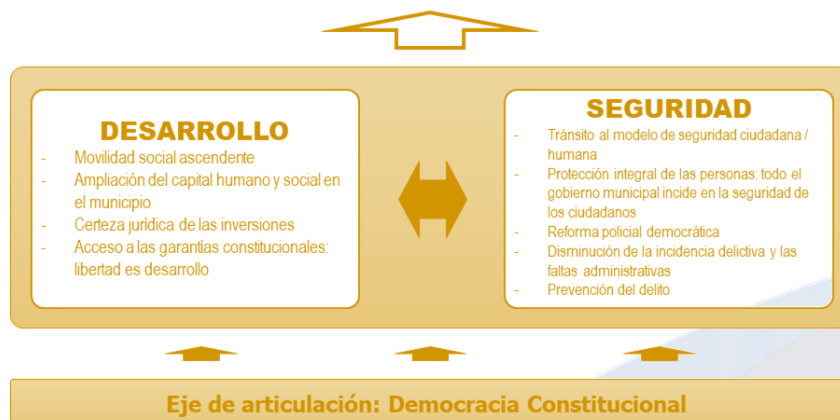 DESARROLLO
- Movilidad social ascendente
- Ampliación del capital humano y social en
el municipio
- Certeza jurídica de las inversiones
- Acceso a las garantías constitucionales:
libertad es desarrollo
SEGURIDAD
- Tránsito al modelo de seguridad ciudadana /
humana
- Protección integral de las personas: todo el
gobierno municipal incide en la seguridad de
los ciudadanos
- Reforma policial democrática
- Disminución de la incidencia delictiva y las
faltas administrativas
- Prevención del delito
Eje de articulación: Democracia Constitucional